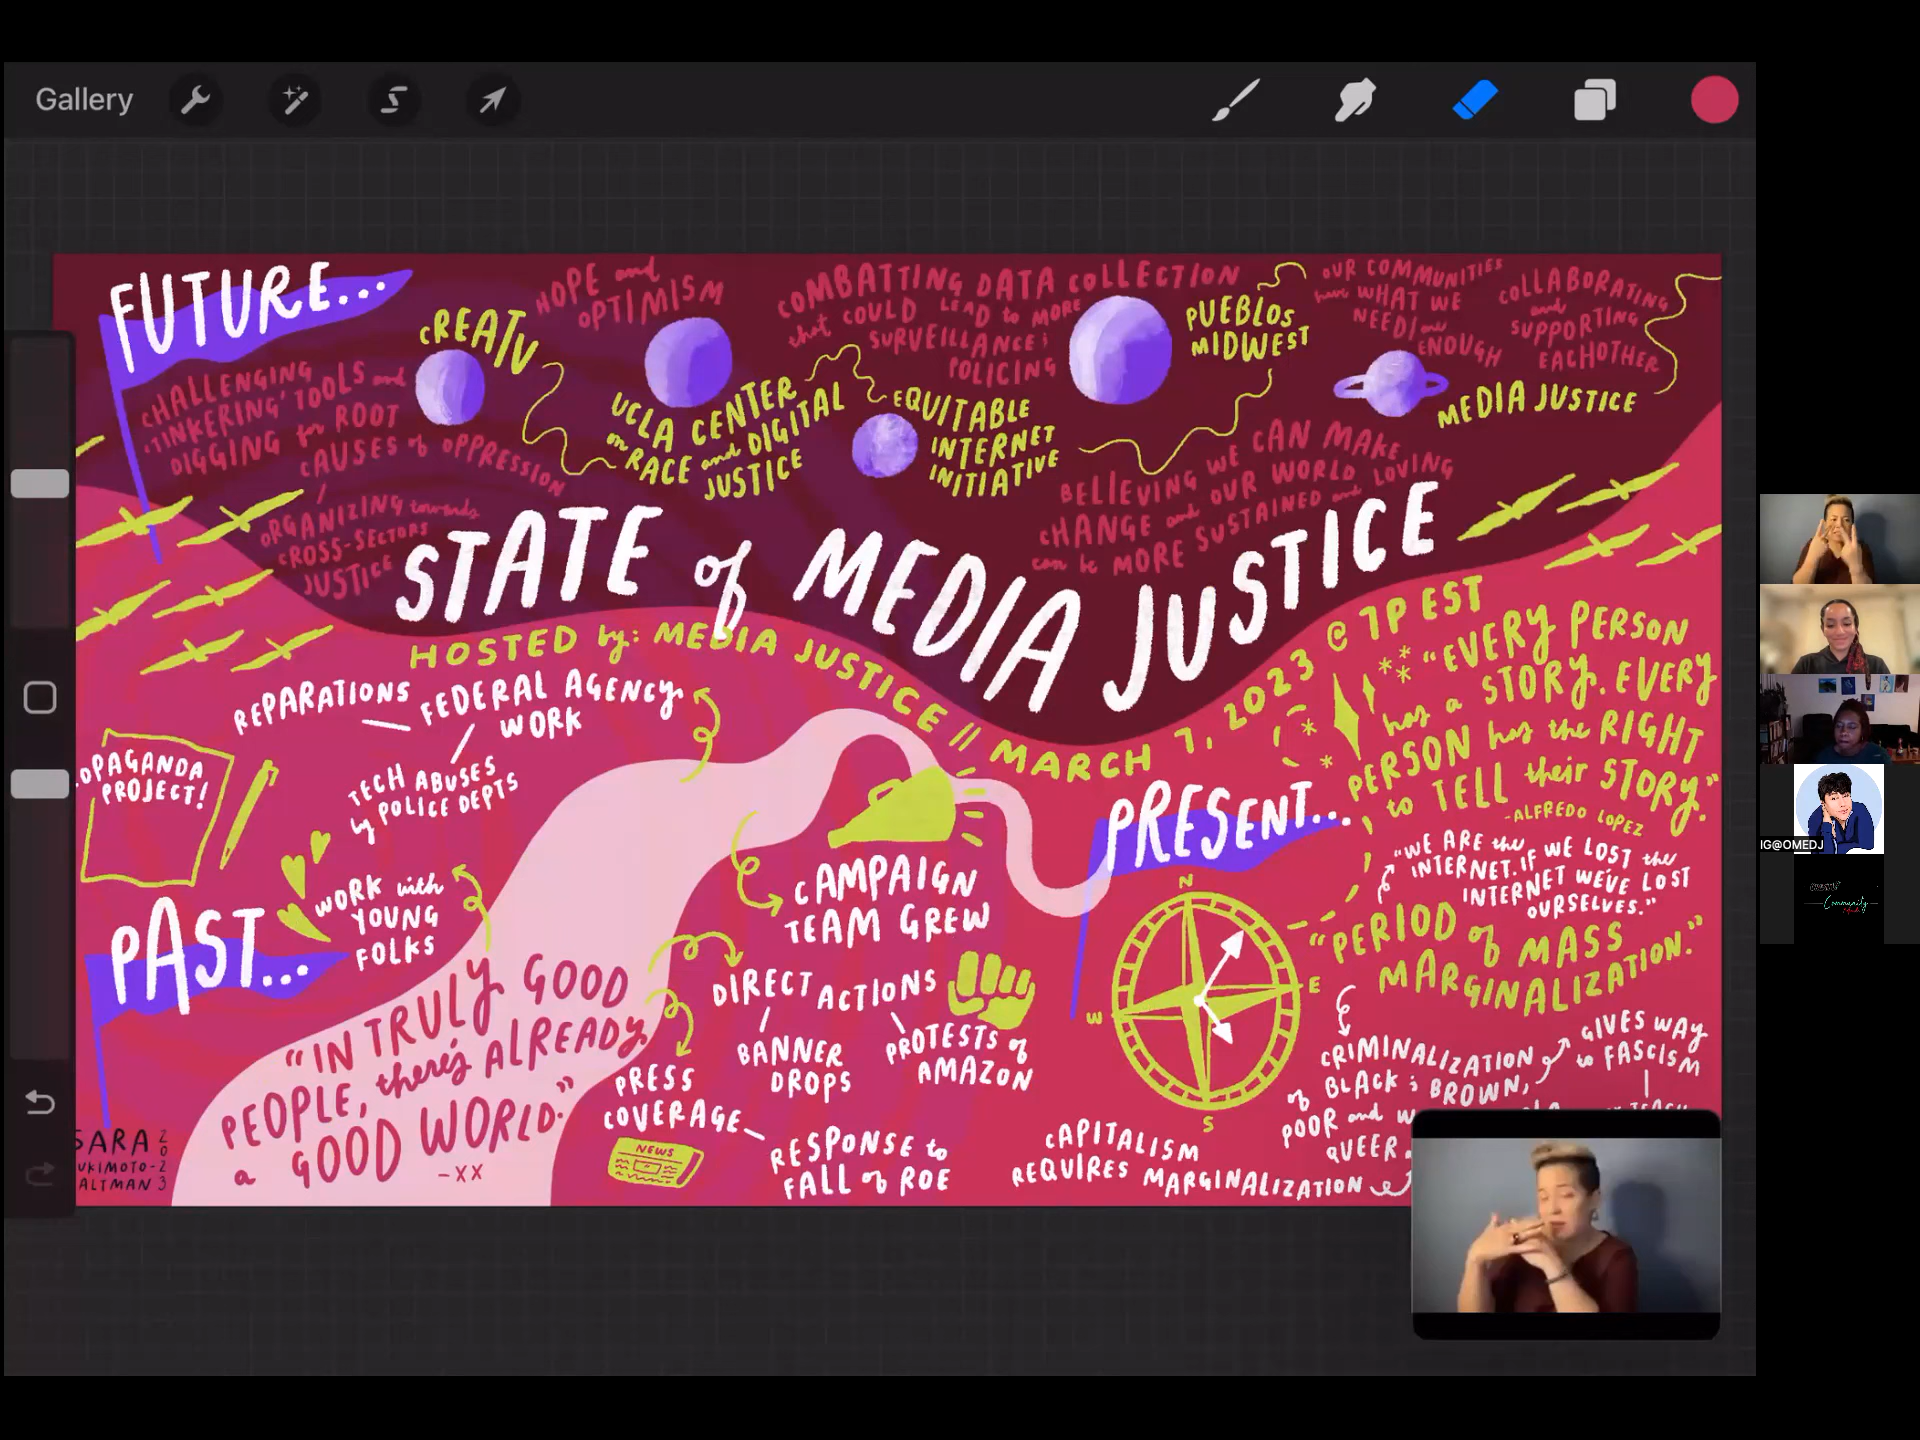 Gallery
FUTURE...
CREATV
HOPE and
OPTIMISM
COMBATTING DATA COLLECTION
that COULD LEAD to MORE
SURVEILLANCE &
POLICING
PUEBLOS
MIDWEST
OUR COMMUNITIES
have WHAT WE
NEED/are
ENOUGH
COLLABORATING
and
SUPPORTING
EACHOTHER
MEDIA JUSTICE
CHALLENGING
'TINKERING' TOOLS and
DIGGING for ROOT
CAUSES of OPPRESSION
/
ORGANIZING towards
CROSS-SECTORS
JUSTICE
UCLA CENTER
on RACE and DIGITAL
JUSTICE
EQUITABLE
INTERNET
INITIATIVE
BELIEVING WE CAN MAKE
CHANGE and OUR WORLD
can be MORE SUSTAINED and LOVING
STATE of MEDIA JUSTICE
HOSTED by: MEDIA JUSTICE // MARCH 7, 2023 @ 7P EST
REPARATIONS
FEDERAL AGENCY
WORK
TECH ABUSES
by POLICE DEPTS
OPAGANDA
PROJECT!
WORK with
YOUNG
FOLKS
PAST...
"IN TRULY GOOD
PEOPLE, there's ALREADY
a GOOD WORLD."
-XX
SARA
UKIMOTO-
ALTMAN
2023
CAMPAIGN
TEAM GREW
DIRECT ACTIONS
BANNER
DROPS
PROTESTS of
AMAZON
PRESS
COVERAGE
NEWS
RESPONSE to
FALL of ROE
PRESENT...
N
E
S
W
"EVERY PERSON
has a STORY. EVERY
PERSON has the RIGHT
to TELL their STORY."
-ALFREDO LOPEZ
"WE ARE the
INTERNET. IF WE LOST the
INTERNET WE'VE LOST
OURSELVES."
"PERIOD of MASS
MARGINALIZATION."
CRIMINALIZATION
of BLACK & BROWN,
POOR and
QUEER
GIVES WAY
to FASCISM
CAPITALISM
REQUIRES MARGINALIZATION
IG@OMEDJ
Community